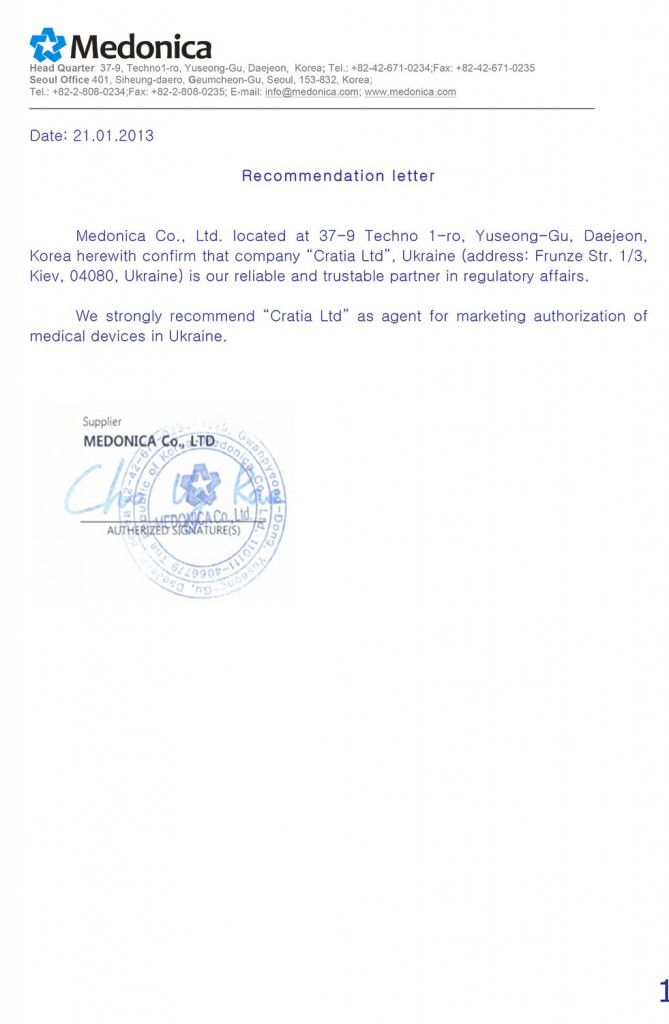 Medonica
Head Quarter 37-9, Techno1-ro, Yuseong-Gu, Daejeon, Korea; Tel.: +82-42-671-0234;Fax: +82-42-671-0235
Seoul Office 401, Siheung-daero, Geumcheon-Gu, Seoul, 153-832, Korea;
Tel.: +82-2-808-0234;Fax: +82-2-808-0235; E-mail: info@medonica.com; www.medonica.com
Date: 21.01.2013
Recommendation letter
Medonica Co., Ltd. located at 37-9 Techno 1-ro, Yuseong-Gu, Daejeon,
Korea herewith confirm that company “Cratia Ltd”, Ukraine (address: Frunze Str. 1/3,
Kiev, 04080, Ukraine) is our reliable and trustable partner in regulatory affairs.
We strongly recommend “Cratia Ltd” as agent for marketing authorization of
medical devices in Ukraine.
Supplier
MEDONICA Co., LTD
MEDONICA Co., Ltd
AUTHERIZED SIGNATURE(S)
1